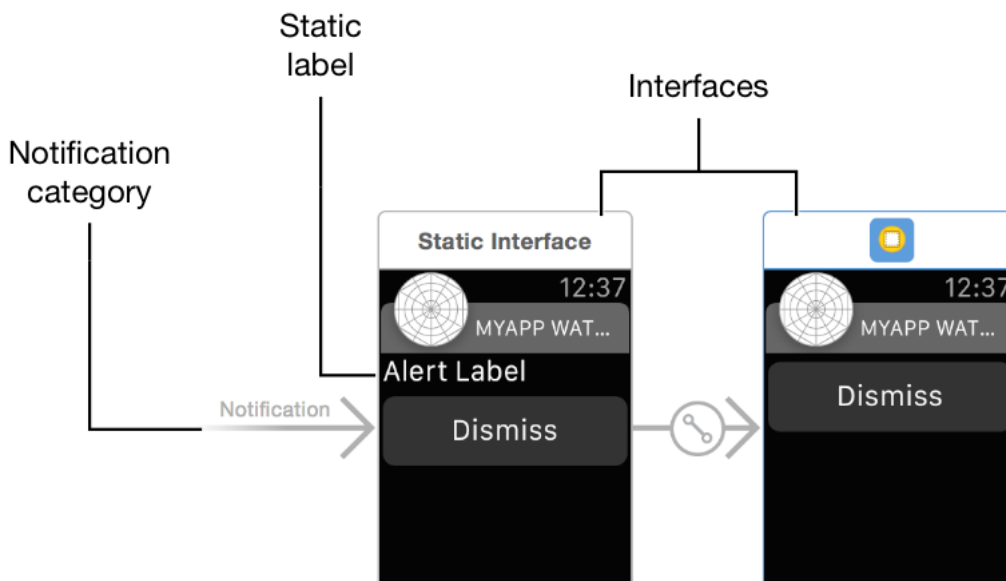 Static
label
Interfaces
Notification
category
Static Interface
12:37
MYAPP WAT...
Alert Label
Notification
Dismiss
12:37
MYAPP WAT...
Dismiss